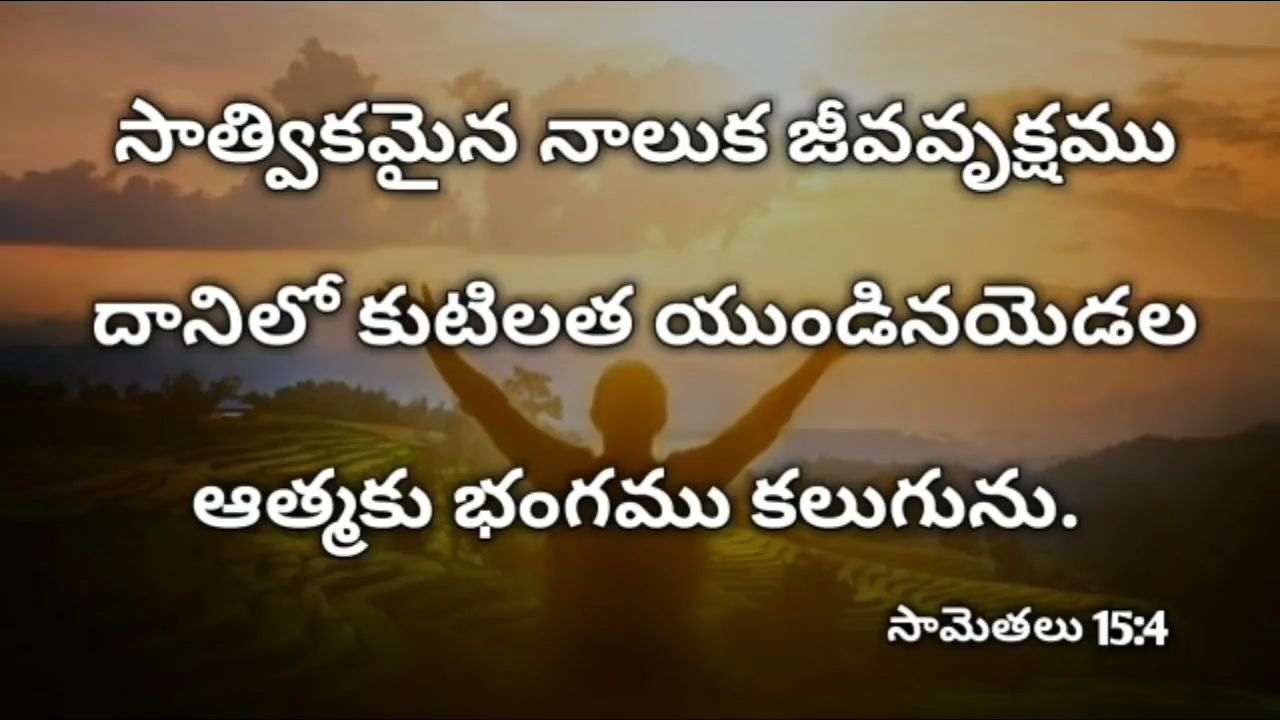 సాత్వికమైన నాలుక జీవవృక్షము
దానిలో కుటిలత యుండినయెడల
ఆత్మకు భంగము కలుగును.
సామెతలు 15:4